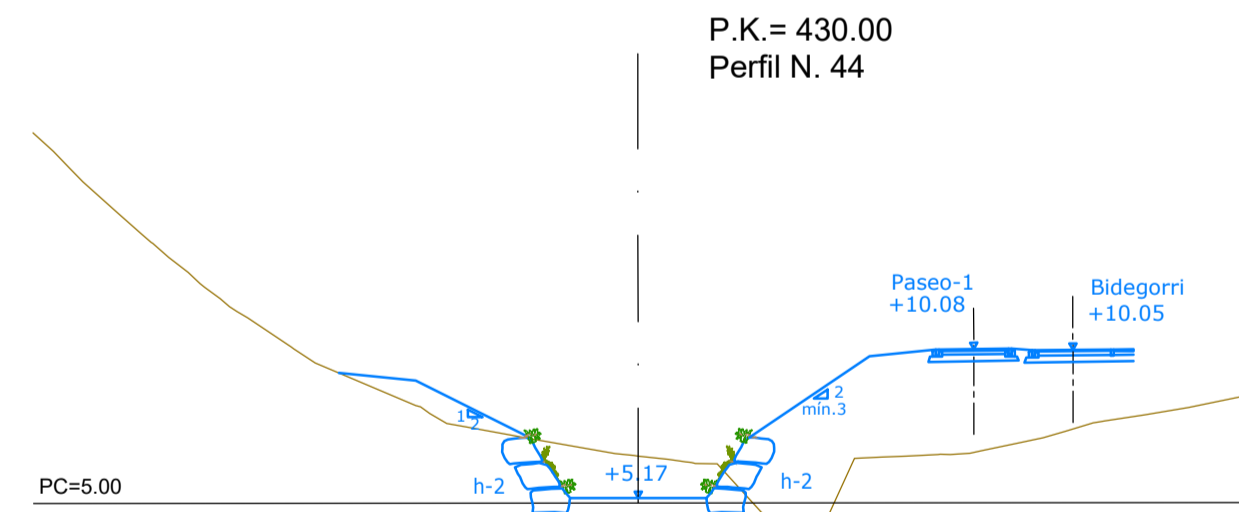 P.K.= 430.00
Perfil N. 44
Paseo-1
+10.08
Bidegorri
+10.05
1
2
2
mín.3
+5.17
h-2
h-2
PC=5.00